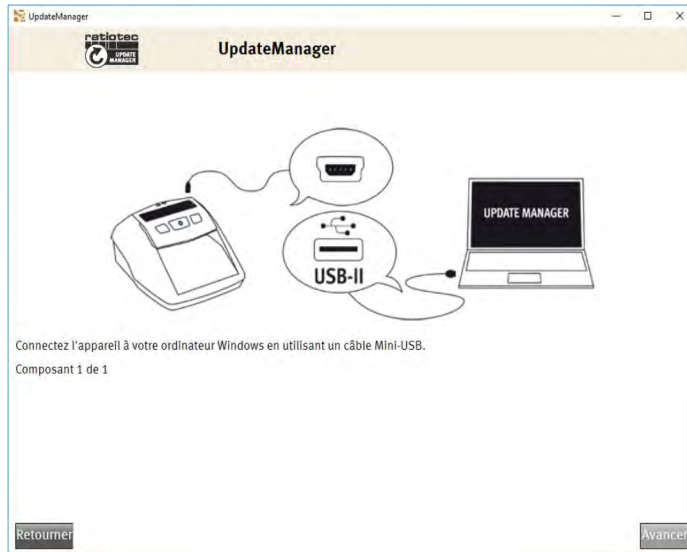 UpdateManager
ratiotec
UPDATE
MANAGER
UpdateManager
UPDATE MANAGER
USB-II
Connectez l'appareil à votre ordinateur Windows en utilisant un câble Mini-USB.
Composant 1 de 1
Retourner
Avancer